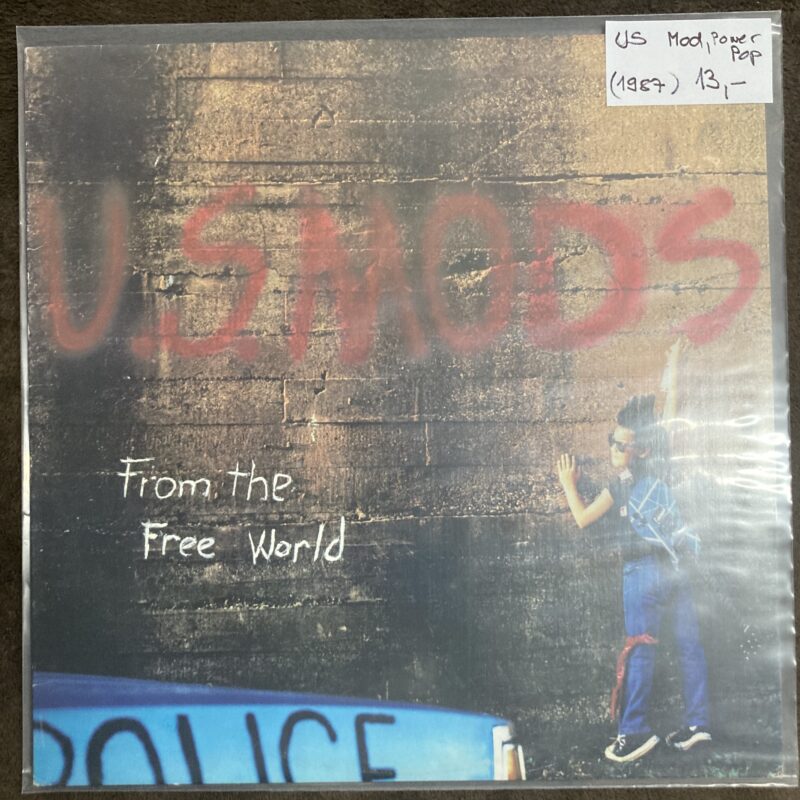 US Mod, Power
Pop
(1987) 13,-
U.S. MODS
From the
Free World
POLICE